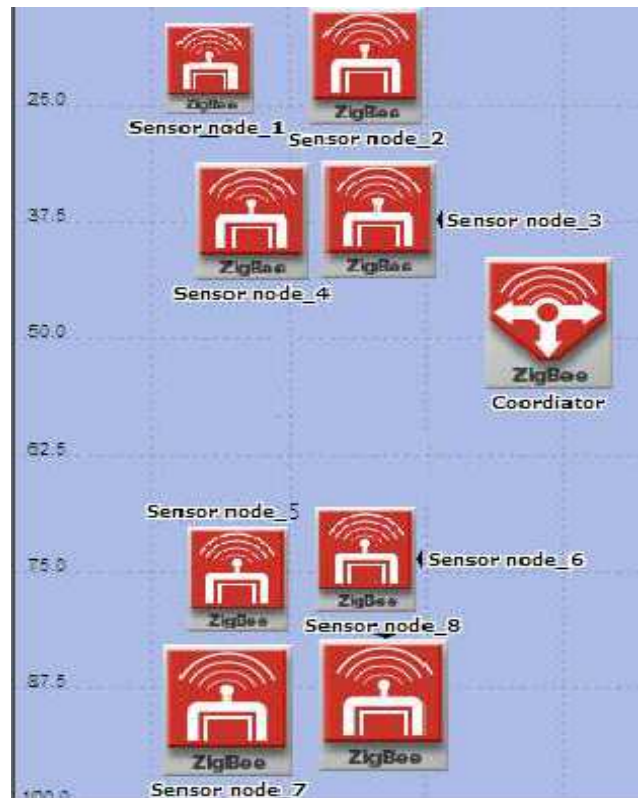 25.0
ZigBee
ZigBee
Sensor node_1
Sensor node_2
37.5
Sensor node_3
ZigBee
ZigBee
Sensor node_4
50.0
ZigBee
Coordiator
62.5
Sensor node_5
75.0
Sensor node_6
ZigBee
ZigBee
Sensor node_8
87.5
ZigBee
ZigBee
Sensor node_7
100.0